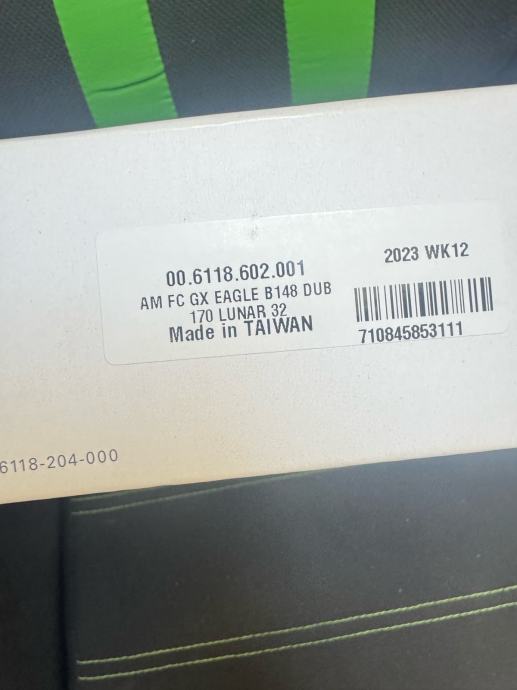 00.6118.602.001
2023 WK12
AM FC GX EAGLE B148 DUB
170 LUNAR 32
Made in TAIWAN
710845853111
6118-204-000